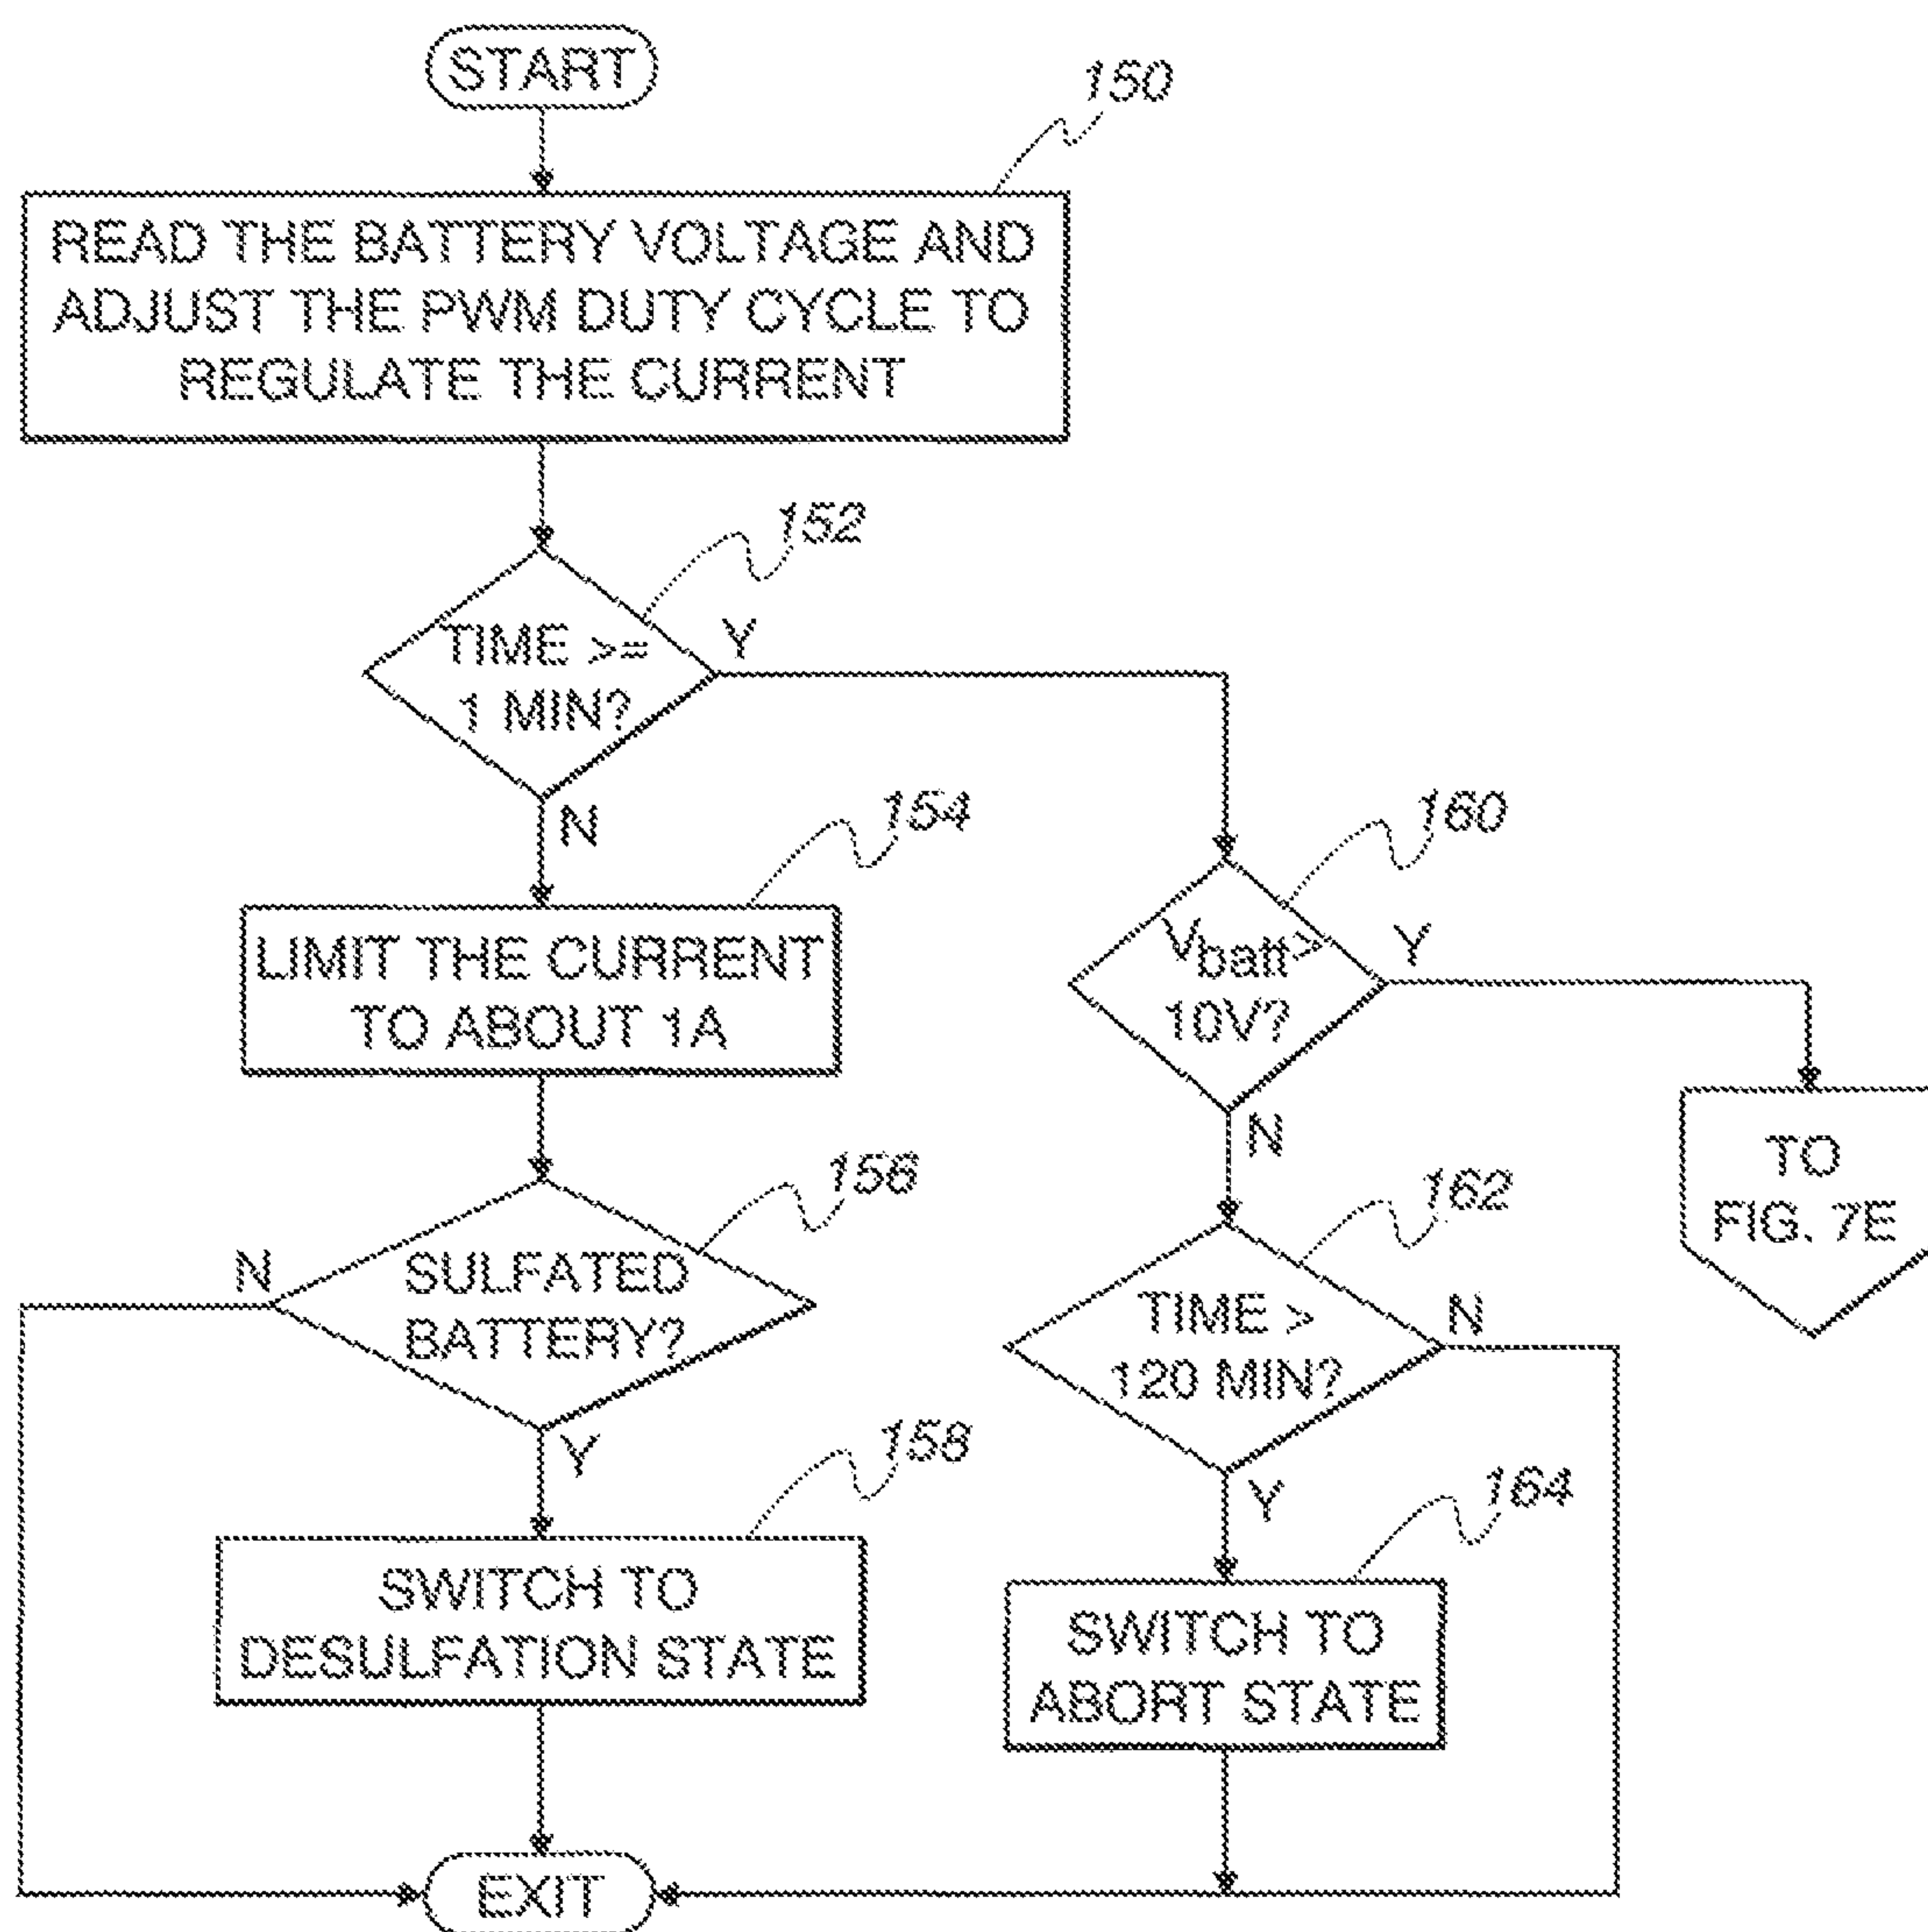 START
150
READ THE BATTERY VOLTAGE AND
ADJUST THE PWM DUTY CYCLE TO
REGULATE THE CURRENT
152
TIME >=
1 MIN?
Y
N
154
LIMIT THE CURRENT
TO ABOUT 1A
160
Vbatt>
10V?
Y
N
TO
FIG. 7E
156
SULFATED
BATTERY?
N
Y
162
TIME >
120 MIN?
N
Y
158
SWITCH TO
DESULFATION STATE
164
SWITCH TO
ABORT STATE
EXIT